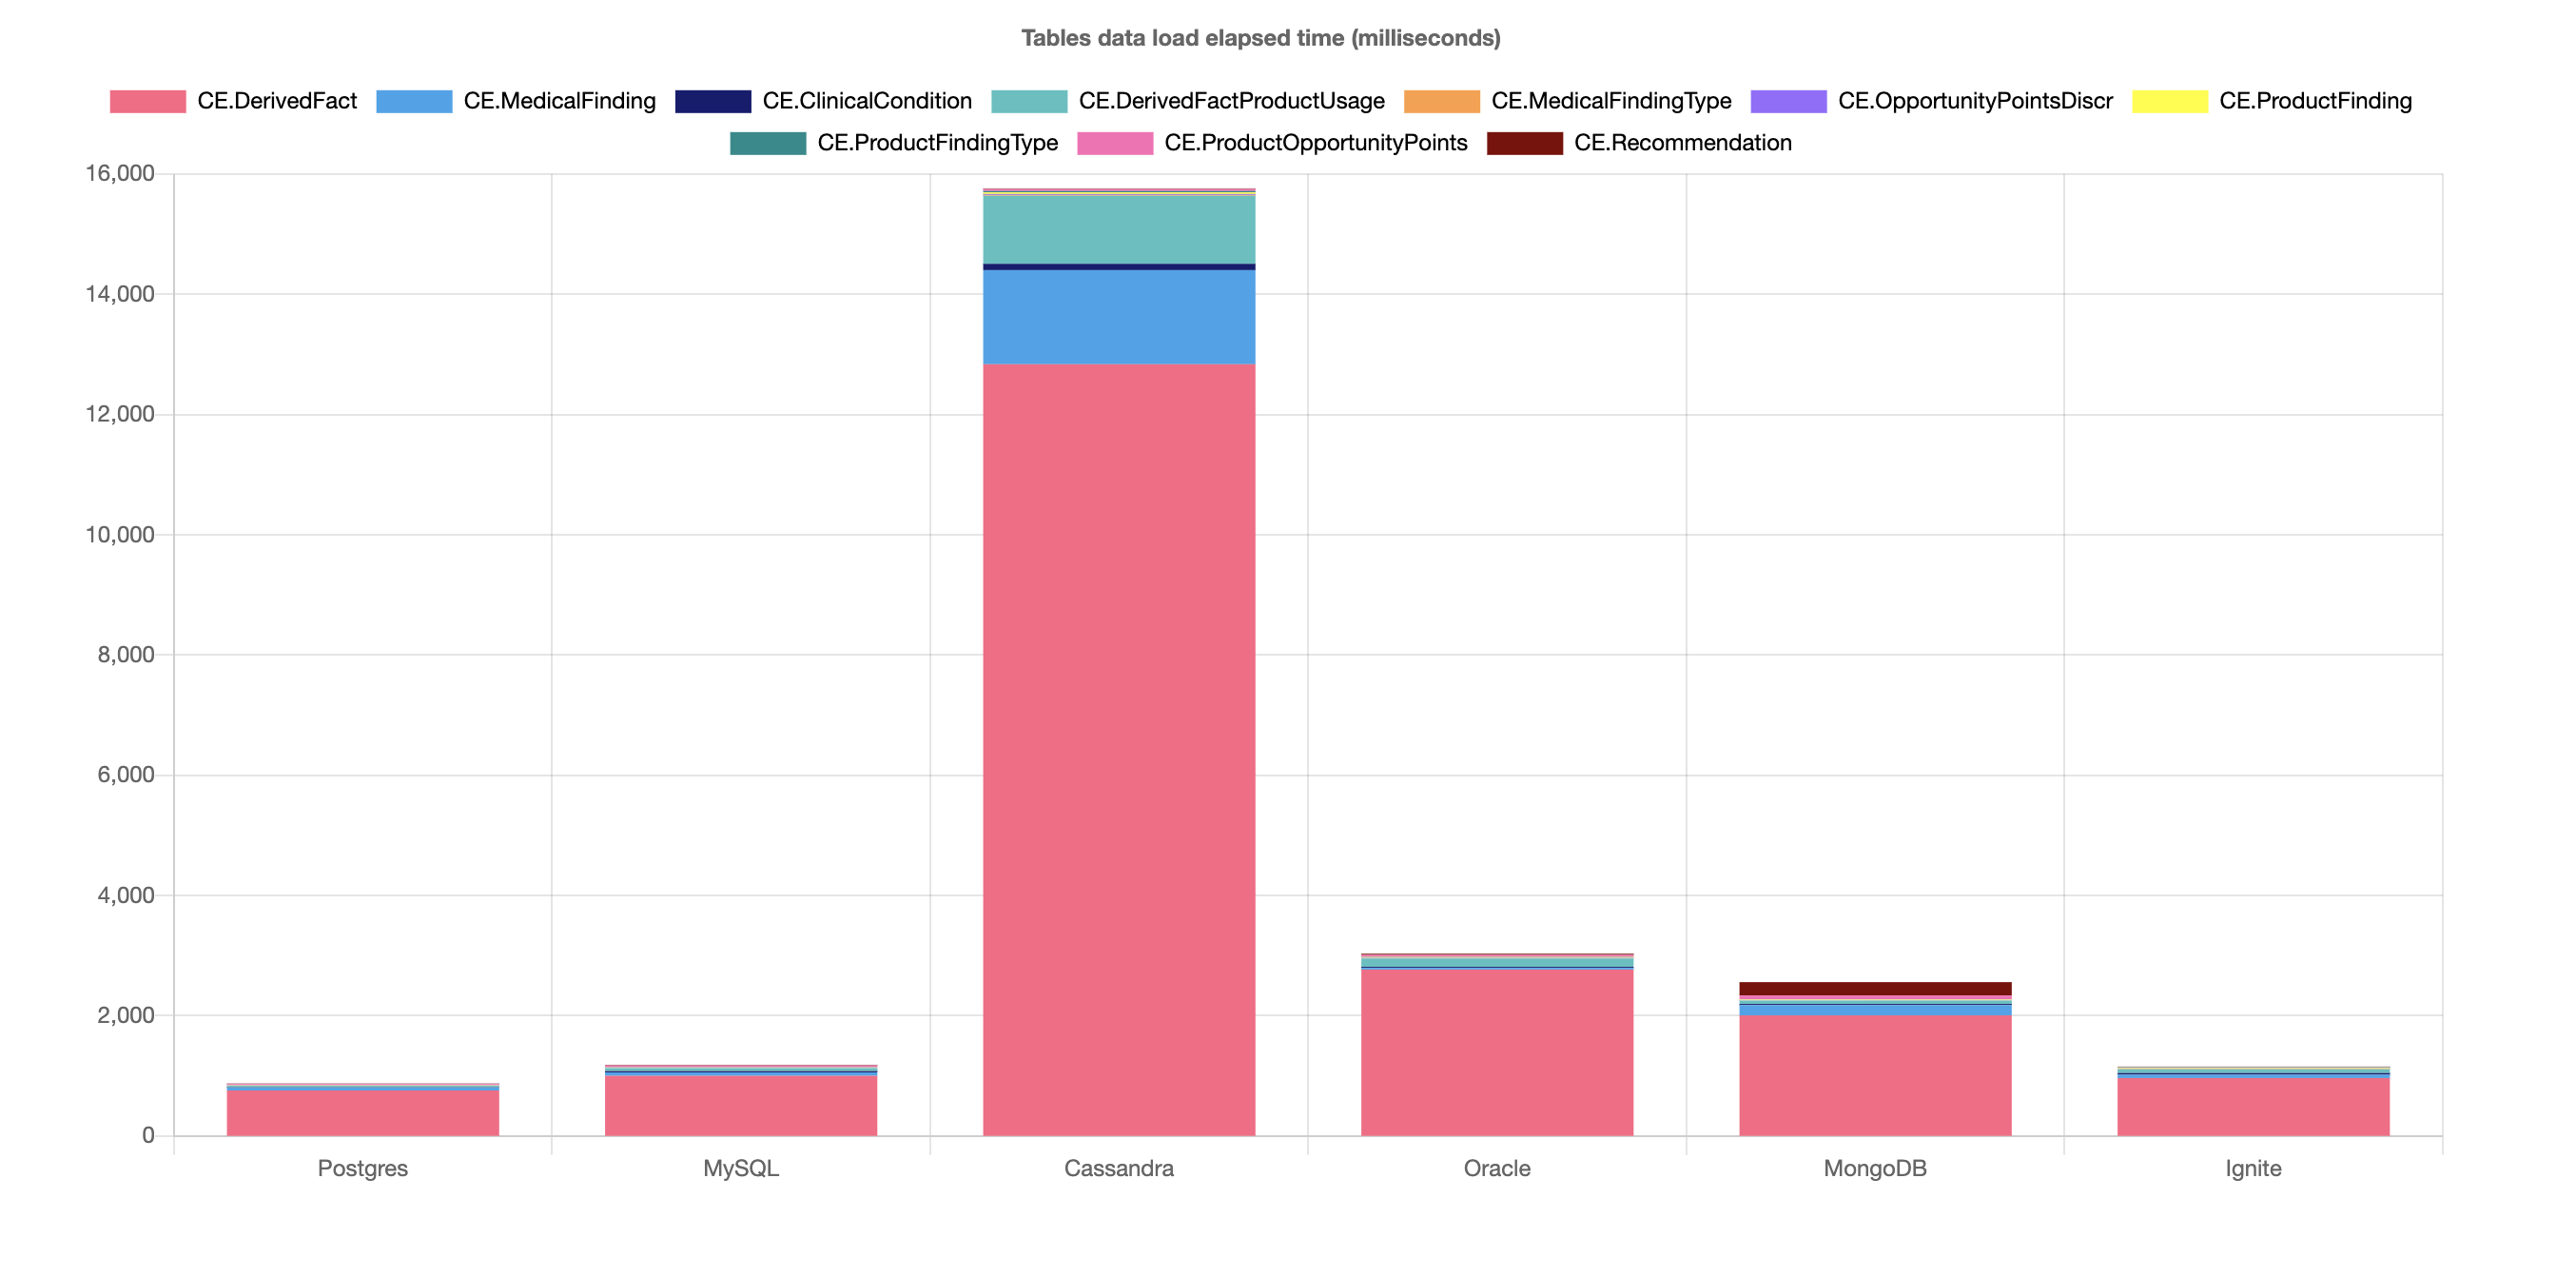 Tables data load elapsed time (milliseconds)
CE.DerivedFact CE.MedicalFinding CE.ClinicalCondition CE.DerivedFactProductUsage CE.MedicalFindingType CE.OpportunityPointsDiscr CE.ProductFinding
CE.ProductFindingType CE.ProductOpportunityPoints CE.Recommendation
16,000
14,000
12,000
10,000
8,000
6,000
4,000
2,000
0
Postgres MySQL Cassandra Oracle MongoDB Ignite